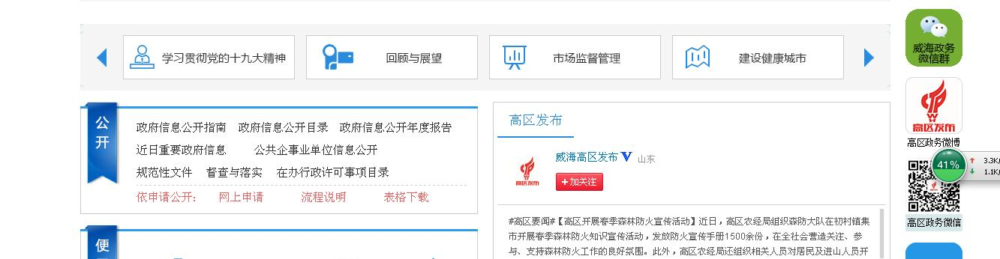 学习贯彻党的十九大精神 回顾与展望 市场监督管理 建设健康城市
威海政务
微信群
高区发布
高区政务微博
41%
3.3K/
1.1K/
高区发布
高区政务微信
公开
政府信息公开指南 政府信息公开目录 政府信息公开年度报告
近日重要政府信息 公共企事业单位信息公开
规范性文件 督查与落实 在办行政许可事项目录
依申请公开： 网上申请 流程说明 表格下载
便
高区发布
高区发布
威海高区发布 V 山东
+加关注
#高区要闻#【高区开展春季森林防火宣传活动】近日，高区农经局组织森防大队在初村镇集
市开展春季森林防火知识宣传活动，发放防火宣传手册1500余份，在全社会营造关注、参
与、支持森林防火工作的良好氛围。此外，高区农经局还组织相关人员对居民及进山人员开